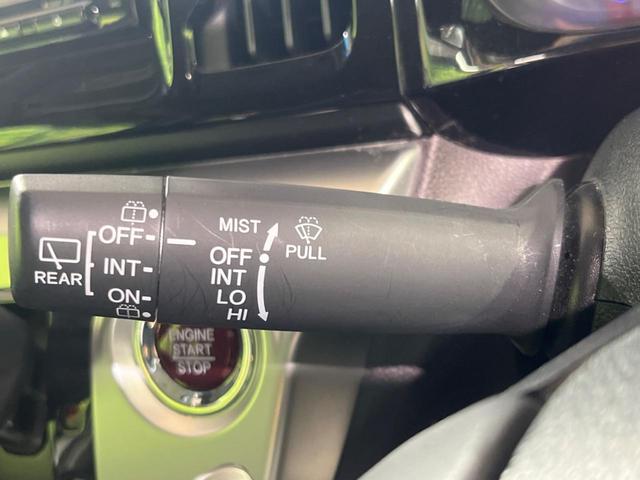 REAR
OFF
INT
ON
MIST
OFF
INT
LO
HI
PULL
ENGINE
START
STOP